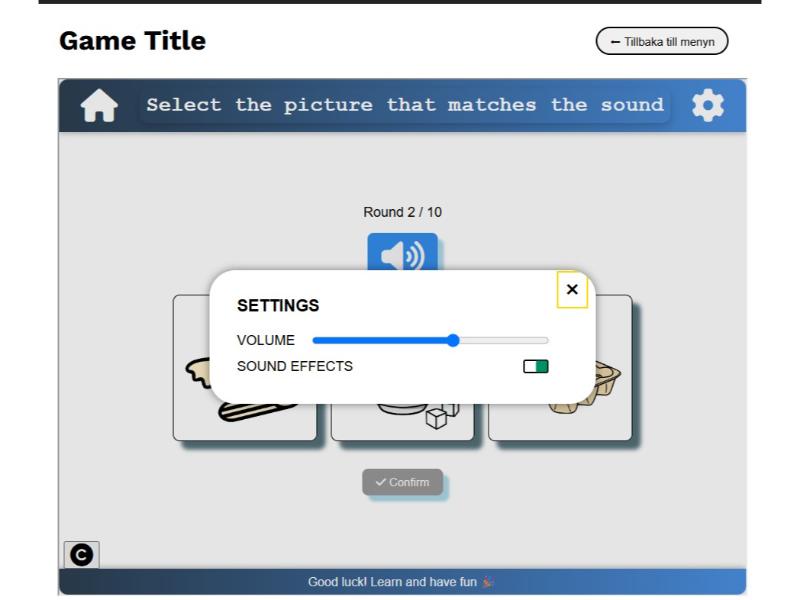 Game Title
← Tillbaka till menyn
Select the picture that matches the sound
Round 2 / 10
SETTINGS
VOLUME
SOUND EFFECTS
✓ Confirm
C
Good luck! Learn and have fun 🎉